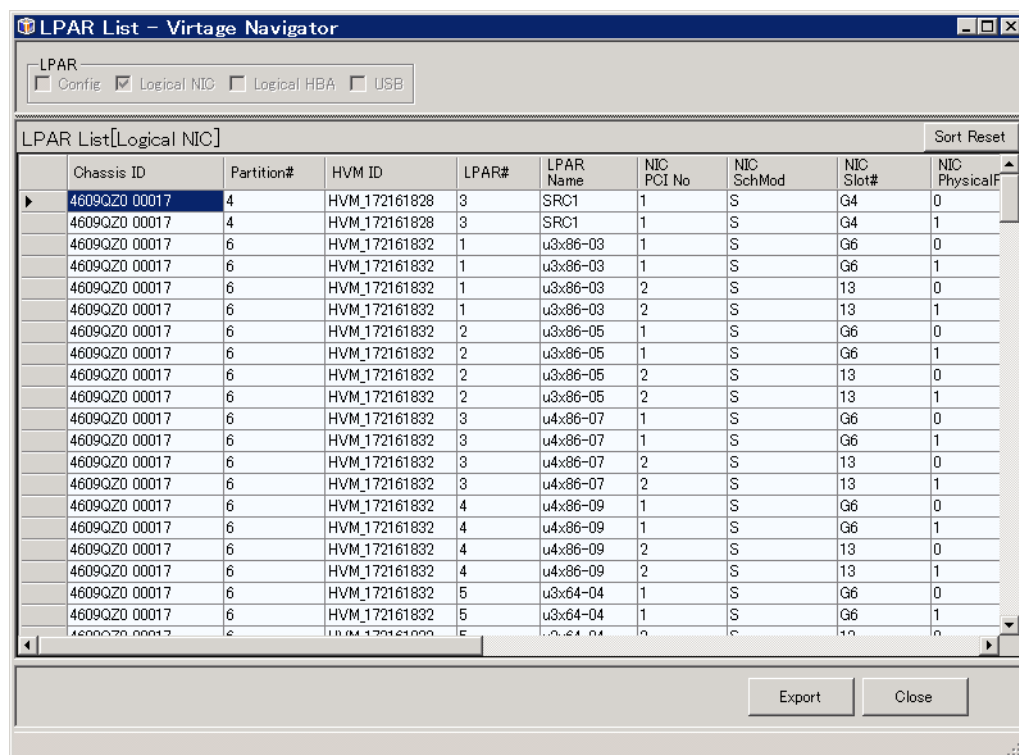 LPAR List - Virtage Navigator
LPAR
Config Logical NIC Logical HBA USB
LPAR List[Logical NIC]
Sort Reset
Chassis ID Partition# HVM ID LPAR# LPAR Name NIC PCI No NIC SchMod NIC Slot# NIC PhysicalF
4609QZ0 00017 4 HVM_172161828 3 SRC1 1 S G4 0
4609QZ0 00017 4 HVM_172161828 3 SRC1 1 S G4 1
4609QZ0 00017 6 HVM_172161832 1 u3x86-03 1 S G6 0
4609QZ0 00017 6 HVM_172161832 1 u3x86-03 1 S G6 1
4609QZ0 00017 6 HVM_172161832 1 u3x86-03 2 S 13 0
4609QZ0 00017 6 HVM_172161832 1 u3x86-03 2 S 13 1
4609QZ0 00017 6 HVM_172161832 2 u3x86-05 1 S G6 0
4609QZ0 00017 6 HVM_172161832 2 u3x86-05 1 S G6 1
4609QZ0 00017 6 HVM_172161832 2 u3x86-05 2 S 13 0
4609QZ0 00017 6 HVM_172161832 2 u3x86-05 2 S 13 1
4609QZ0 00017 6 HVM_172161832 3 u4x86-07 1 S G6 0
4609QZ0 00017 6 HVM_172161832 3 u4x86-07 1 S G6 1
4609QZ0 00017 6 HVM_172161832 3 u4x86-07 2 S 13 0
4609QZ0 00017 6 HVM_172161832 3 u4x86-07 2 S 13 1
4609QZ0 00017 6 HVM_172161832 4 u4x86-09 1 S G6 0
4609QZ0 00017 6 HVM_172161832 4 u4x86-09 1 S G6 1
4609QZ0 00017 6 HVM_172161832 4 u4x86-09 2 S 13 0
4609QZ0 00017 6 HVM_172161832 4 u4x86-09 2 S 13 1
4609QZ0 00017 6 HVM_172161832 5 u3x64-04 1 S G6 0
4609QZ0 00017 6 HVM_172161832 5 u3x64-04 1 S G6 1
Export Close